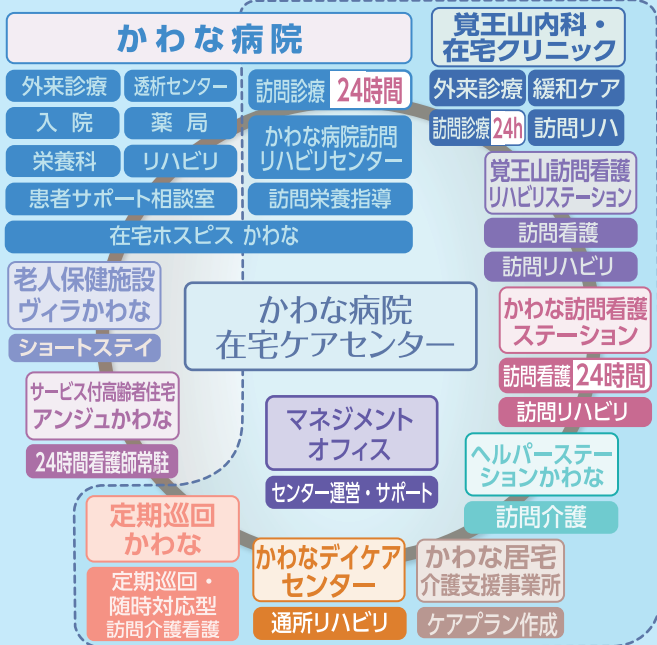 かわな病院
外来診療
透析センター
入院
薬局
栄養科
リハビリ
患者サポート相談室
訪問診療 24時間
かわな病院訪問
リハビリセンター
訪問栄養指導
在宅ホスピス かわな
覚王山内科・
在宅クリニック
外来診療
緩和ケア
訪問診療 24h
訪問リハ
覚王山訪問看護
リハビリステーション
訪問看護
訪問リハビリ
老人保健施設
ヴィラかわな
ショートステイ
かわな病院
在宅ケアセンター
かわな訪問看護
ステーション
訪問看護 24時間
訪問リハビリ
サービス付高齢者住宅
アンジュかわな
24時間看護師常駐
マネジメント
オフィス
センター運営・サポート
ヘルパーステー
ションかわな
訪問介護
定期巡回
かわな
定期巡回・
随時対応型
訪問介護看護
かわなデイケア
センター
通所リハビリ
かわな居宅
介護支援事業所
ケアプラン作成